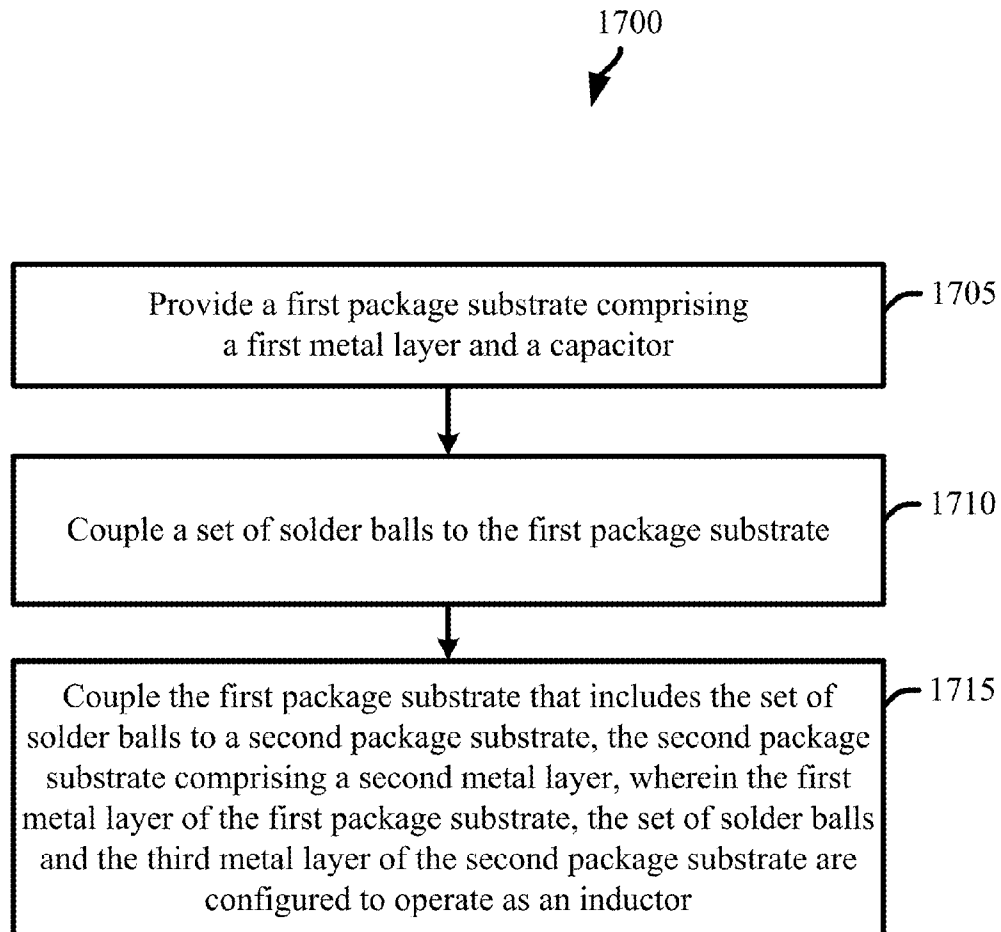 1700
Provide a first package substrate comprising
a first metal layer and a capacitor
1705
Couple a set of solder balls to the first package substrate
1710
Couple the first package substrate that includes the set of
solder balls to a second package substrate, the second package
substrate comprising a second metal layer, wherein the first
metal layer of the first package substrate, the set of solder balls
and the third metal layer of the second package substrate are
configured to operate as an inductor
1715